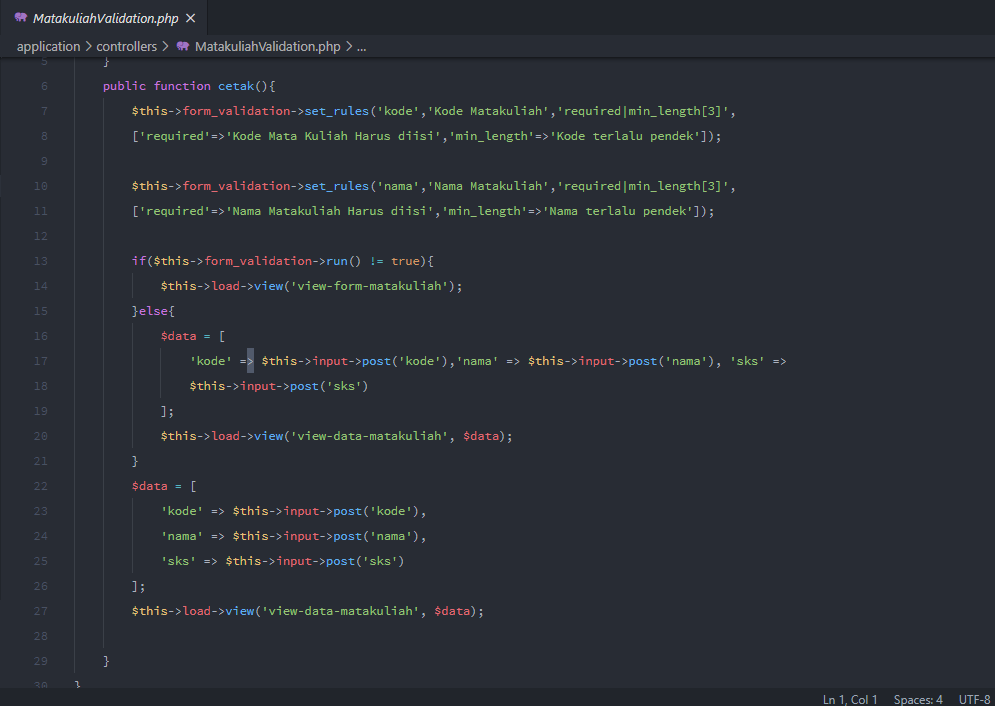 MatakuliahValidation.php ×
application > controllers > MatakuliahValidation.php > ...
5 }
6 public function cetak(){
7 $this->form_validation->set_rules('kode','Kode Matakuliah','required|min_length[3]',
8 ['required'=>'Kode Mata Kuliah Harus diisi','min_length'=>'Kode terlalu pendek']);
9
10 $this->form_validation->set_rules('nama','Nama Matakuliah','required|min_length[3]',
11 ['required'=>'Nama Matakuliah Harus diisi','min_length'=>'Nama terlalu pendek']);
12
13 if($this->form_validation->run() != true){
14 $this->load->view('view-form-matakuliah');
15 }else{
16 $data = [
17 'kode' => $this->input->post('kode'),'nama' => $this->input->post('nama'), 'sks' =>
18 $this->input->post('sks')
19 ];
20 $this->load->view('view-data-matakuliah', $data);
21 }
22 $data = [
23 'kode' => $this->input->post('kode'),
24 'nama' => $this->input->post('nama'),
25 'sks' => $this->input->post('sks')
26 ];
27 $this->load->view('view-data-matakuliah', $data);
28
29 }
30 }
Ln 1, Col 1 Spaces: 4 UTF-8